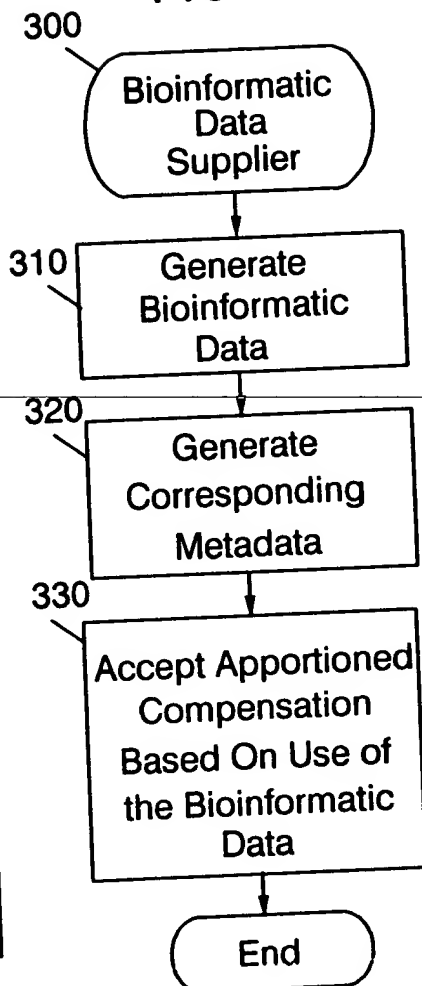 300
Bioinformatic
Data
Supplier
310
Generate
Bioinformatic
Data
320
Generate
Corresponding
Metadata
330
Accept Apportioned
Compensation
Based On Use of
the Bioinformatic
Data
End